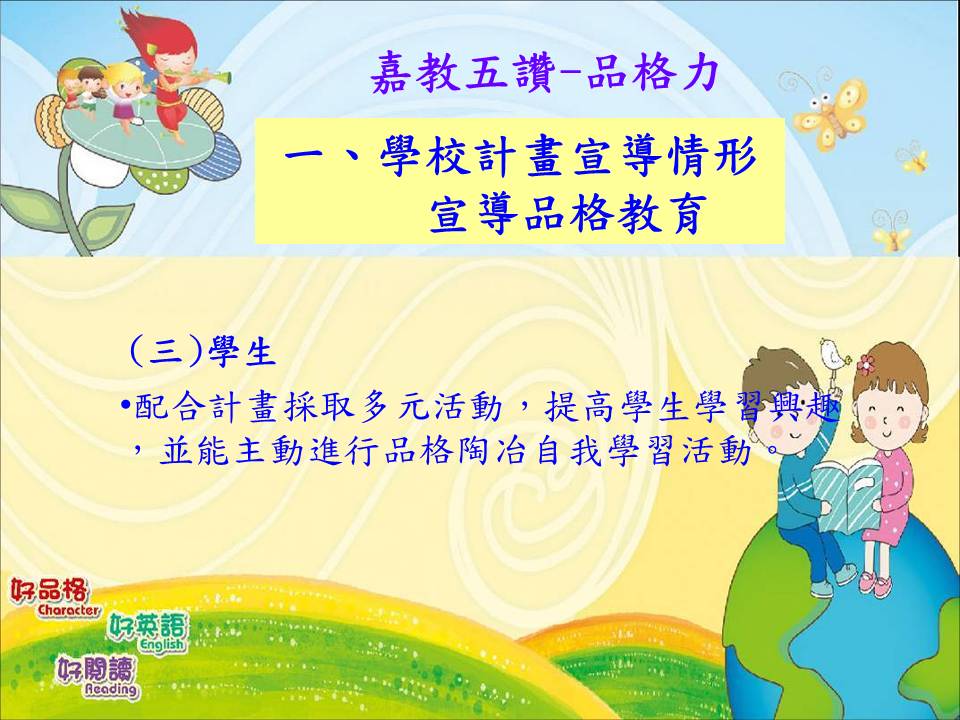 嘉教五讚-品格力
一、學校計畫宣導情形
宣導品格教育
(三)學生
•配合計畫採取多元活動，提高學生學習興趣
，並能主動進行品格陶冶自我學習活動。
好品格
Character
好英語
English
好閱讀
Reading